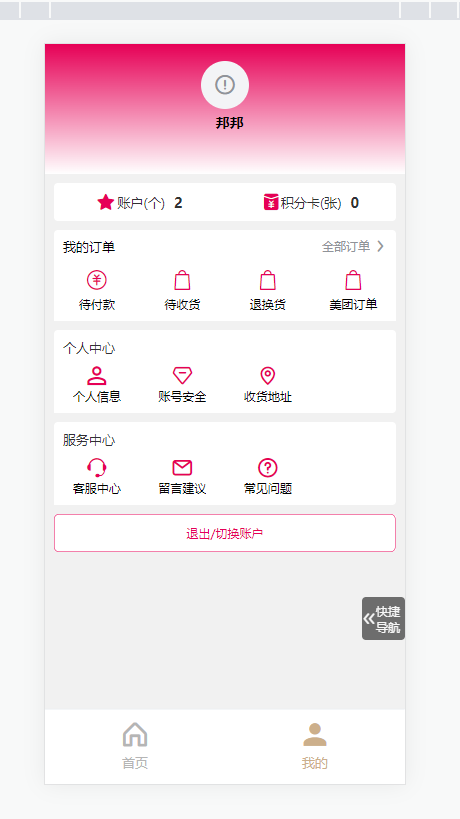 邦邦
账户(个) 2 积分卡(张) 0
我的订单 全部订单
待付款 待收货 退换货 美团订单
个人中心
个人信息 账号安全 收货地址
服务中心
客服中心 留言建议 常见问题
退出/切换账户
快捷
导航
首页 我的